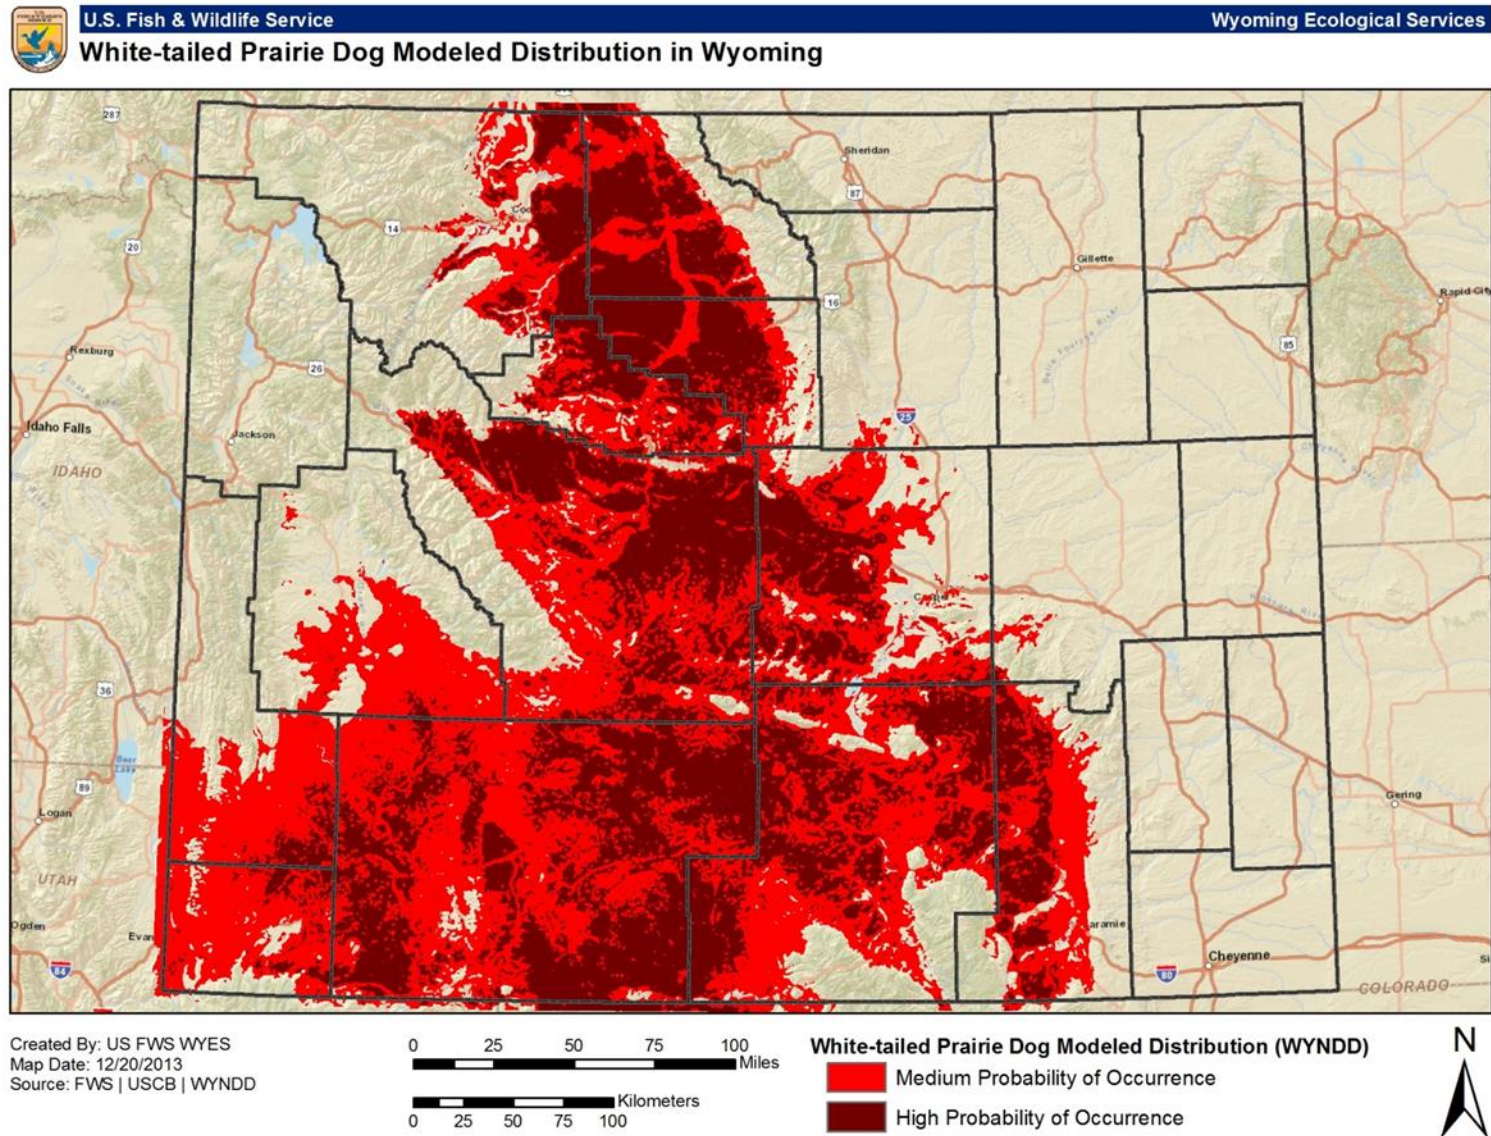 U.S. Fish & Wildlife Service
Wyoming Ecological Services
White-tailed Prairie Dog Modeled Distribution in Wyoming
287
Sheridan
87
14
20
Gillette
16
Rapid City
85
Rexburg
26
25
Idaho Falls
Jackson
IDAHO
36
Bear
Lake
89
Logan
Gering
UTAH
Ogden
Evan
aramie
Cheyenne
84
80
COLORADO
Created By: US FWS WYES
Map Date: 12/20/2013
Source: FWS | USCB | WYNDD
0 25 50 75 100
Miles
Kilometers
0 25 50 75 100
White-tailed Prairie Dog Modeled Distribution (WYNDD)
Medium Probability of Occurrence
High Probability of Occurrence
N